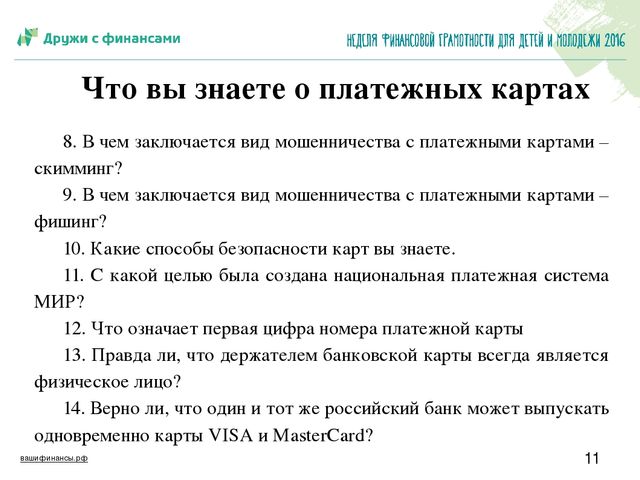 Дружи с финансами
НЕДЕЛЯ ФИНАНСОВОЙ ГРАМОТНОСТИ ДЛЯ ДЕТЕЙ И МОЛОДЕЖИ 2016
Что вы знаете о платежных картах
8. В чем заключается вид мошенничества с платежными картами –
скимминг?
9. В чем заключается вид мошенничества с платежными картами –
фишинг?
10. Какие способы безопасности карт вы знаете.
11. С какой целью была создана национальная платежная система
МИР?
12. Что означает первая цифра номера платежной карты
13. Правда ли, что держателем банковской карты всегда является
физическое лицо?
14. Верно ли, что один и тот же российский банк может выпускать
одновременно карты VISA и MasterCard?
вашифинансы.рф
11